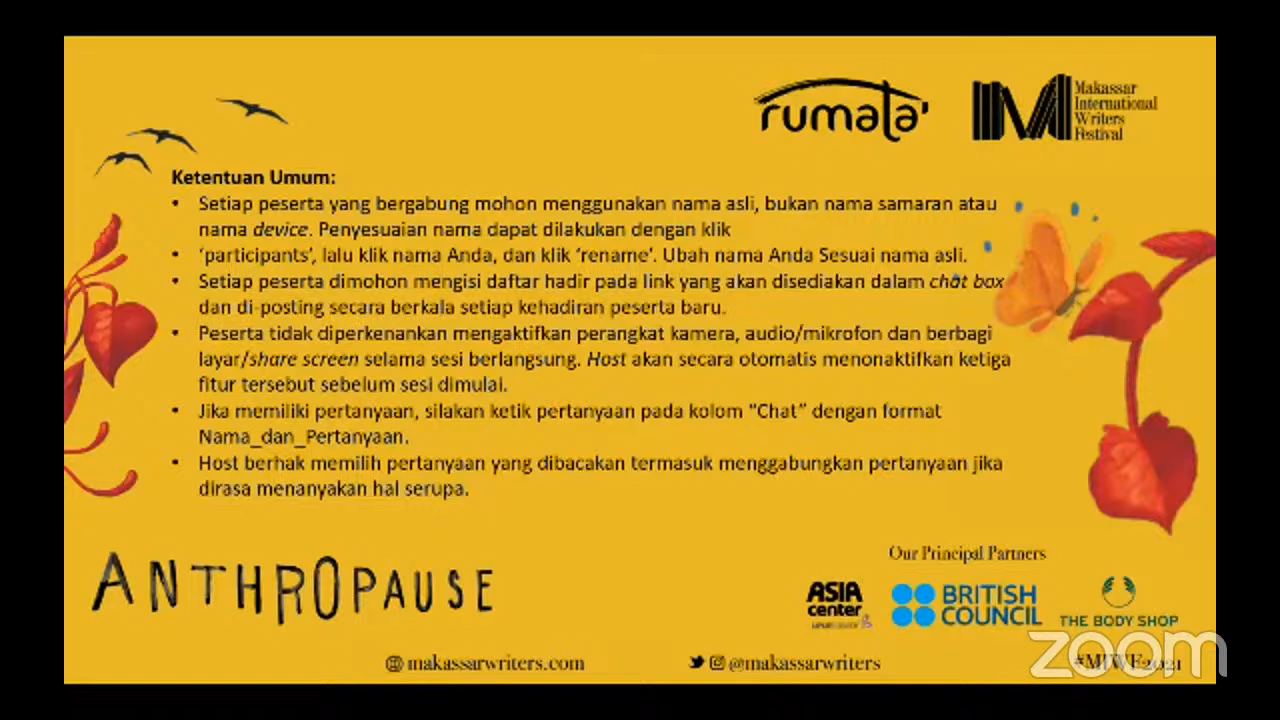 rumata'
Makassar
International
Writers
Festival
Ketentuan Umum:
• Setiap peserta yang bergabung mohon menggunakan nama asli, bukan nama samaran atau
nama device. Penyesuaian nama dapat dilakukan dengan klik
• ‘participants’, lalu klik nama Anda, dan klik ‘rename’. Ubah nama Anda Sesuai nama asli.
• Setiap peserta dimohon mengisi daftar hadir pada link yang akan disediakan dalam chat box
dan di-posting secara berkala setiap kehadiran peserta baru.
• Peserta tidak diperkenankan mengaktifkan perangkat kamera, audio/mikrofon dan berbagi
layar/share screen selama sesi berlangsung. Host akan secara otomatis menonaktifkan ketiga
fitur tersebut sebelum sesi dimulai.
• Jika memiliki pertanyaan, silakan ketik pertanyaan pada kolom “Chat” dengan format
Nama_dan_Pertanyaan.
• Host berhak memilih pertanyaan yang dibacakan termasuk menggabungkan pertanyaan jika
dirasa menanyakan hal serupa.
ANTHROPAUSE
Our Principal Partners
ASIA
center
BRITISH
COUNCIL
THE BODY SHOP
makassarwriters.com
@makassarwriters
#MIWF2021
zoom